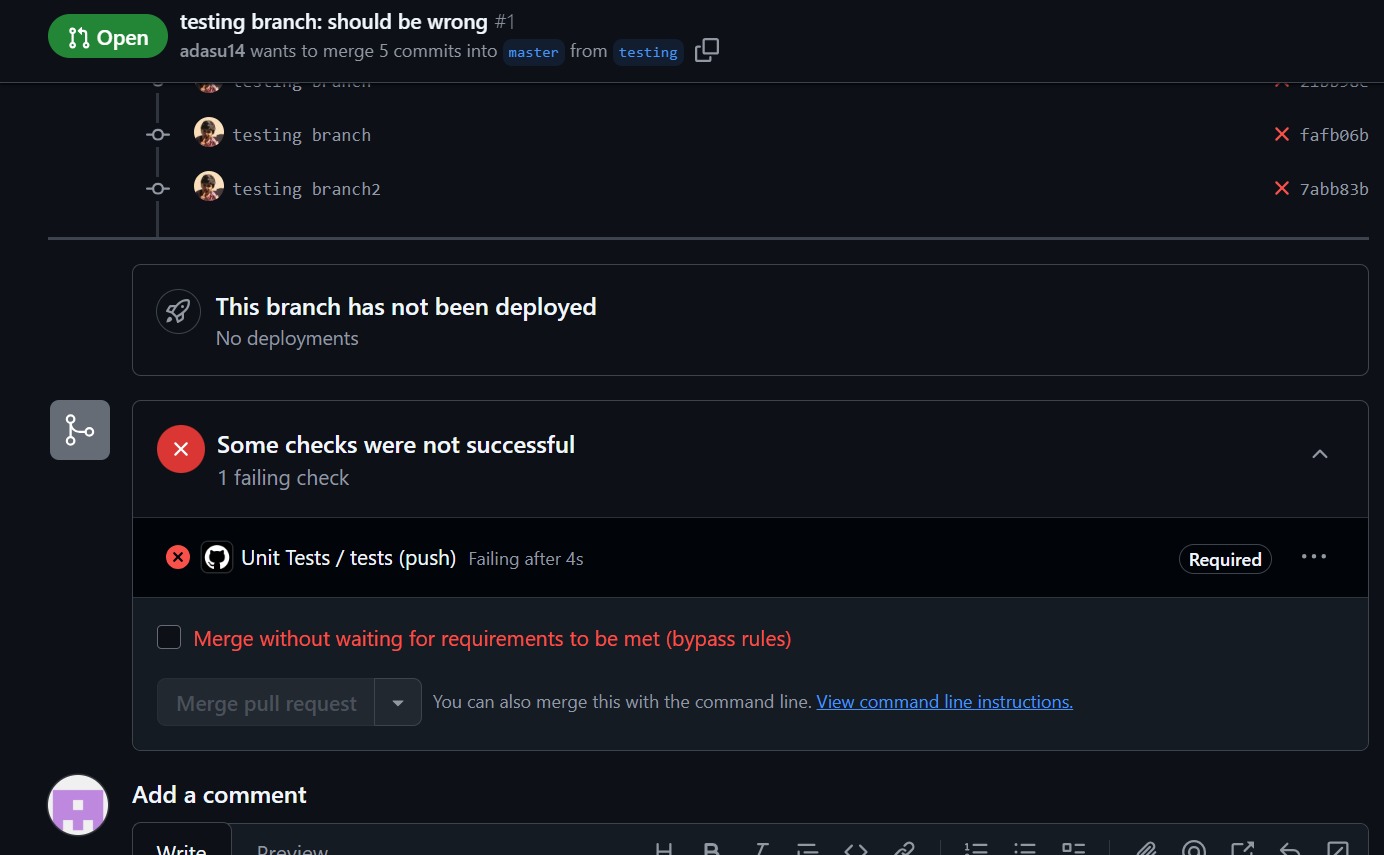 Open
testing branch: should be wrong #1
adasu14 wants to merge 5 commits into master from testing
testing branch
testing branch fafb06b
testing branch2 7abb83b
This branch has not been deployed
No deployments
Some checks were not successful
1 failing check
Unit Tests / tests (push) Failing after 4s Required
Merge without waiting for requirements to be met (bypass rules)
Merge pull request You can also merge this with the command line. View command line instructions.
Add a comment
Write Preview